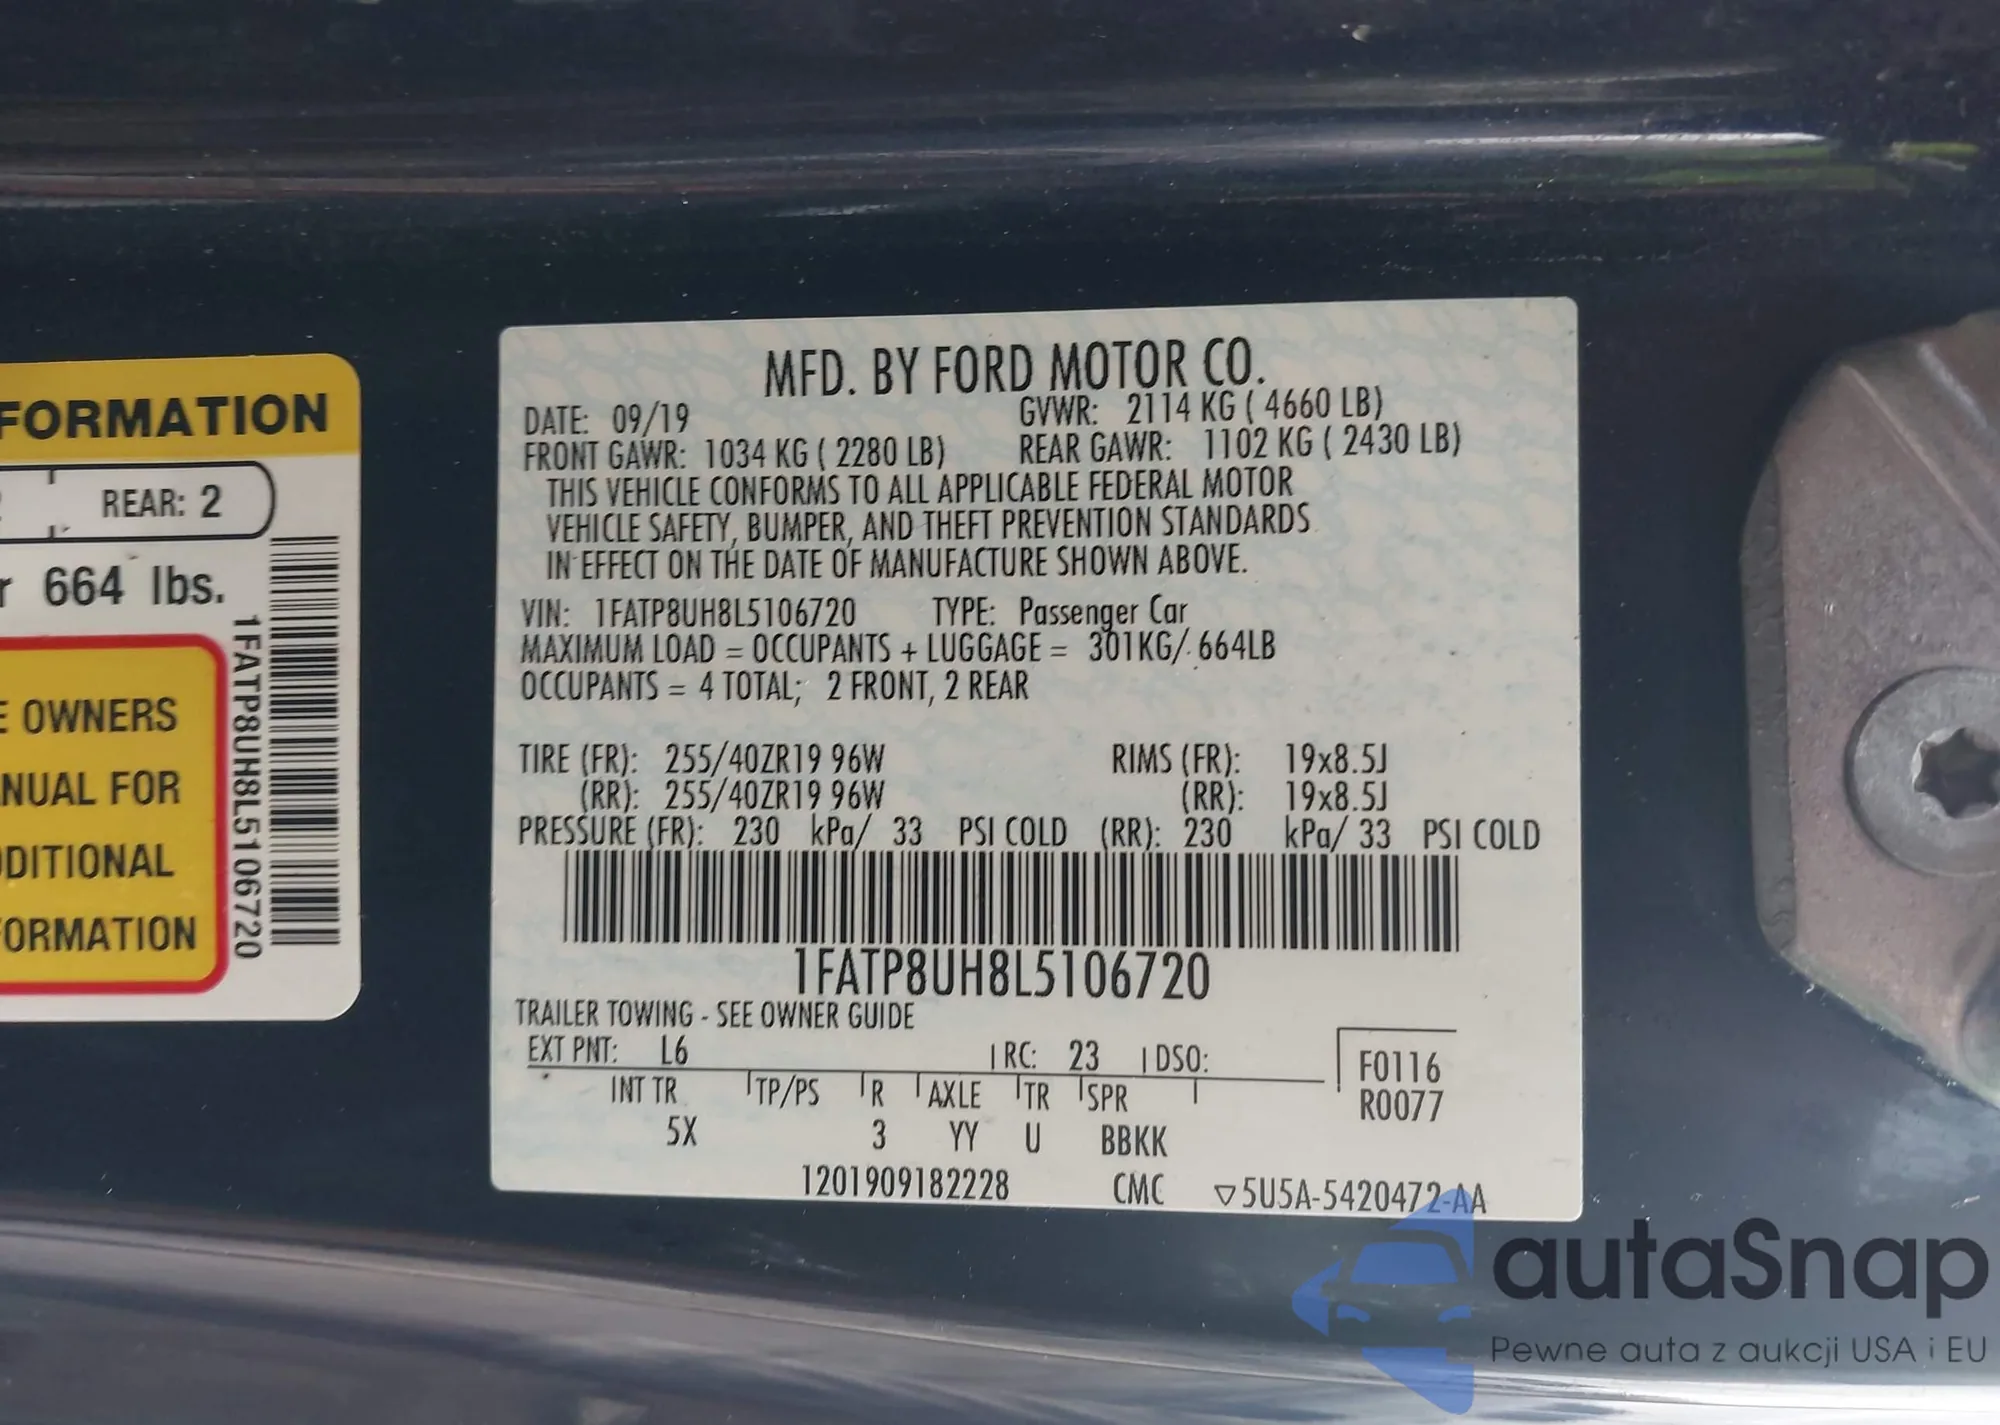 FORMATION
REAR: 2
664 lbs.
OWNERS
FOR
FORMATION
1FATP8UH8L5106720
MFD. BY FORD MOTOR CO.
DATE: 09/19 GVWR: 2114 KG ( 4660 LB)
FRONT GAWR: 1034 KG ( 2280 LB) REAR GAWR: 1102 KG ( 2430 LB)
THIS VEHICLE CONFORMS TO ALL APPLICABLE FEDERAL MOTOR
VEHICLE SAFETY, BUMPER, AND THEFT PREVENTION STANDARDS
IN EFFECT ON THE DATE OF MANUFACTURE SHOWN ABOVE.
VIN: 1FATP8UH8L5106720 TYPE: Passenger Car
MAXIMUM LOAD = OCCUPANTS + LUGGAGE = 301KG/ 664LB
OCCUPANTS = 4 TOTAL; 2 FRONT, 2 REAR
TIRE (FR): 255/40ZR19 96W RIMS (FR): 19x8.5J
(RR): 255/40ZR19 96W (RR): 19x8.5J
PRESSURE (FR): 230 kPa/ 33 PSI COLD (RR): 230 kPa/ 33 PSI COLD
1FATP8UH8L5106720
TRAILER TOWING - SEE OWNER GUIDE
EXT PNT: L6 RC: 23 DSO:
F0116
R0077
INT TR TP/PS R AXLE TR SPR
5X 3 YY U BBKK
1201909182228 CMC ▽5U5A-5420472-AA
autaSnap
Pewne auta z aukcji USA i EU